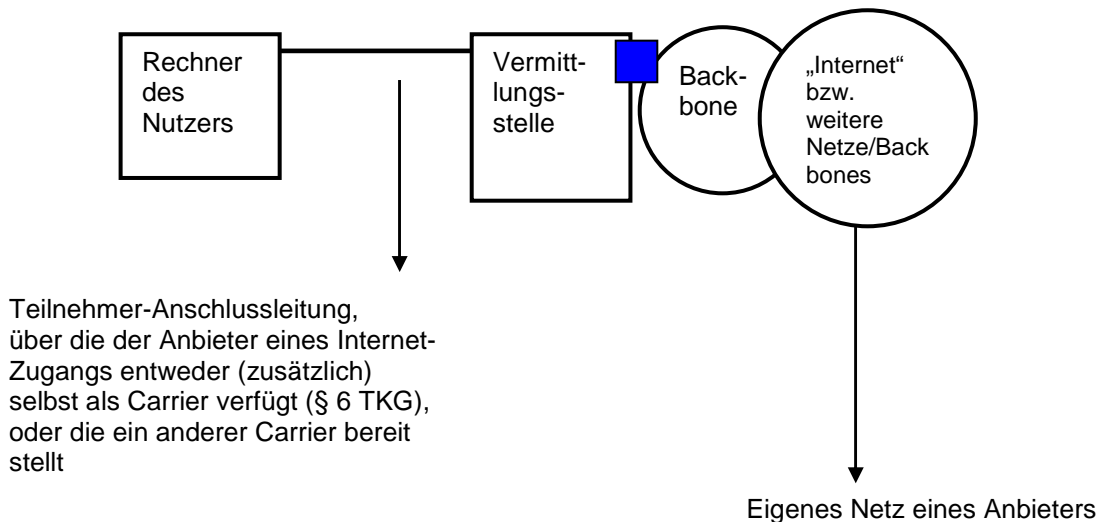 Rechner
des
Nutzers
Vermitt-
lungs-
stelle
Back-
bone
„Internet“
bzw.
weitere
Netze/Back
bones
Teilnehmer-Anschlussleitung,
über die der Anbieter eines Internet-
Zugangs entweder (zusätzlich)
selbst als Carrier verfügt (§ 6 TKG),
oder die ein anderer Carrier bereit
stellt
Eigenes Netz eines Anbieters